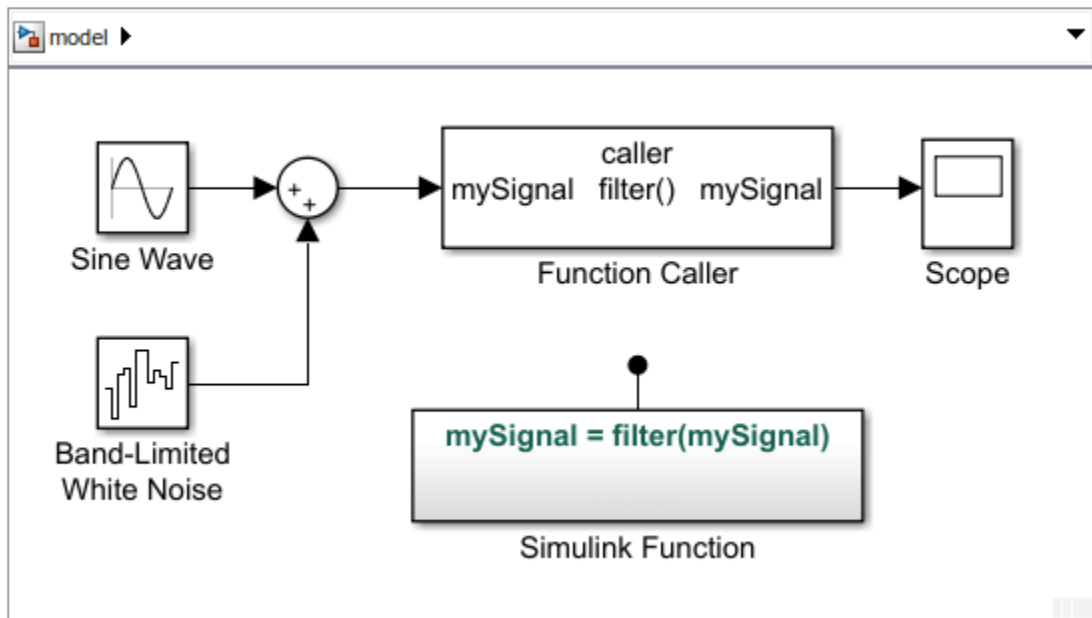 model
caller
mySignal filter() mySignal
+
+
Sine Wave
Function Caller
Scope
mySignal = filter(mySignal)
Band-Limited
White Noise
Simulink Function